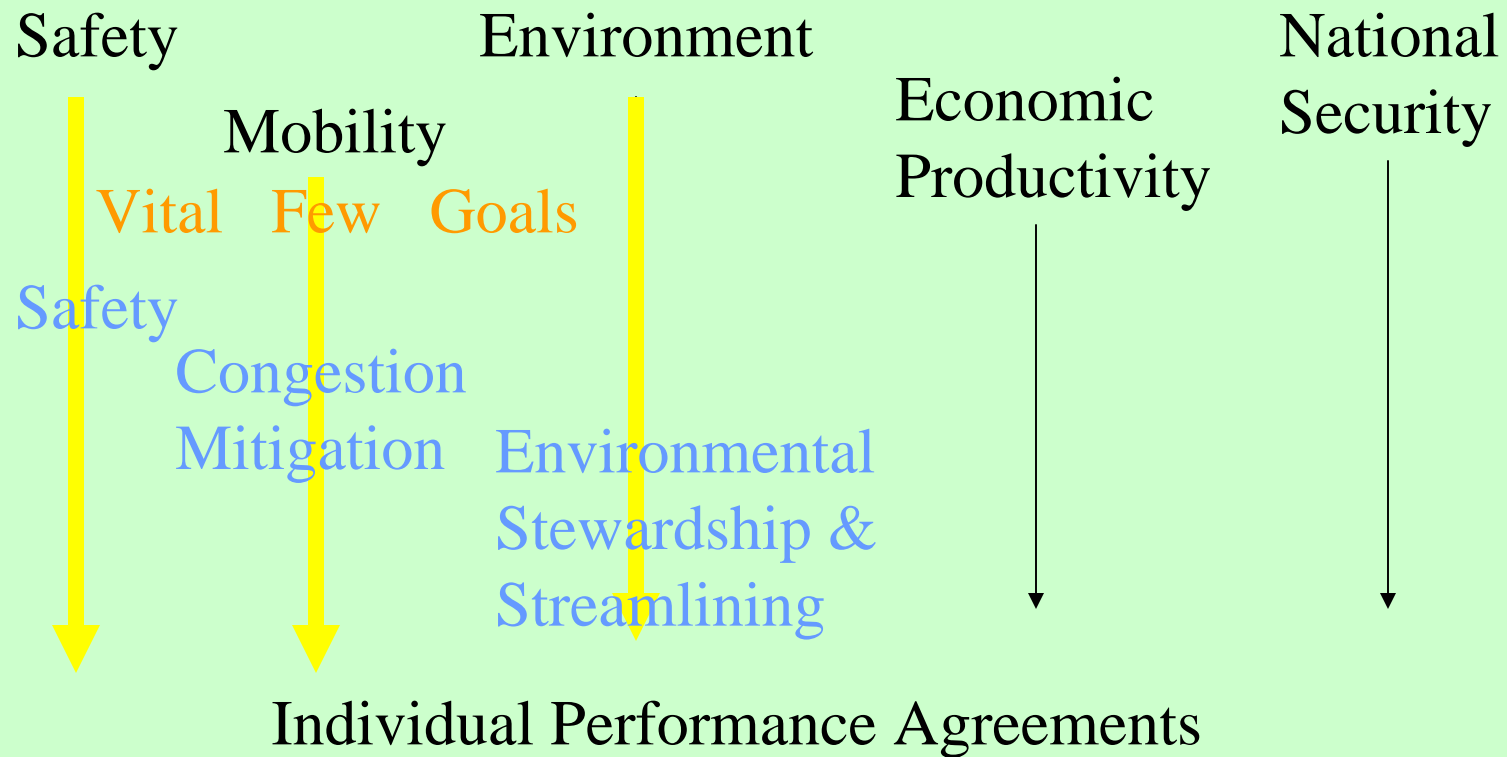 Safety
Environment
National
Security
Economic
Productivity
Mobility
Vital Few Goals
Safety
Congestion
Mitigation
Environmental
Stewardship &
Streamlining
Individual Performance Agreements